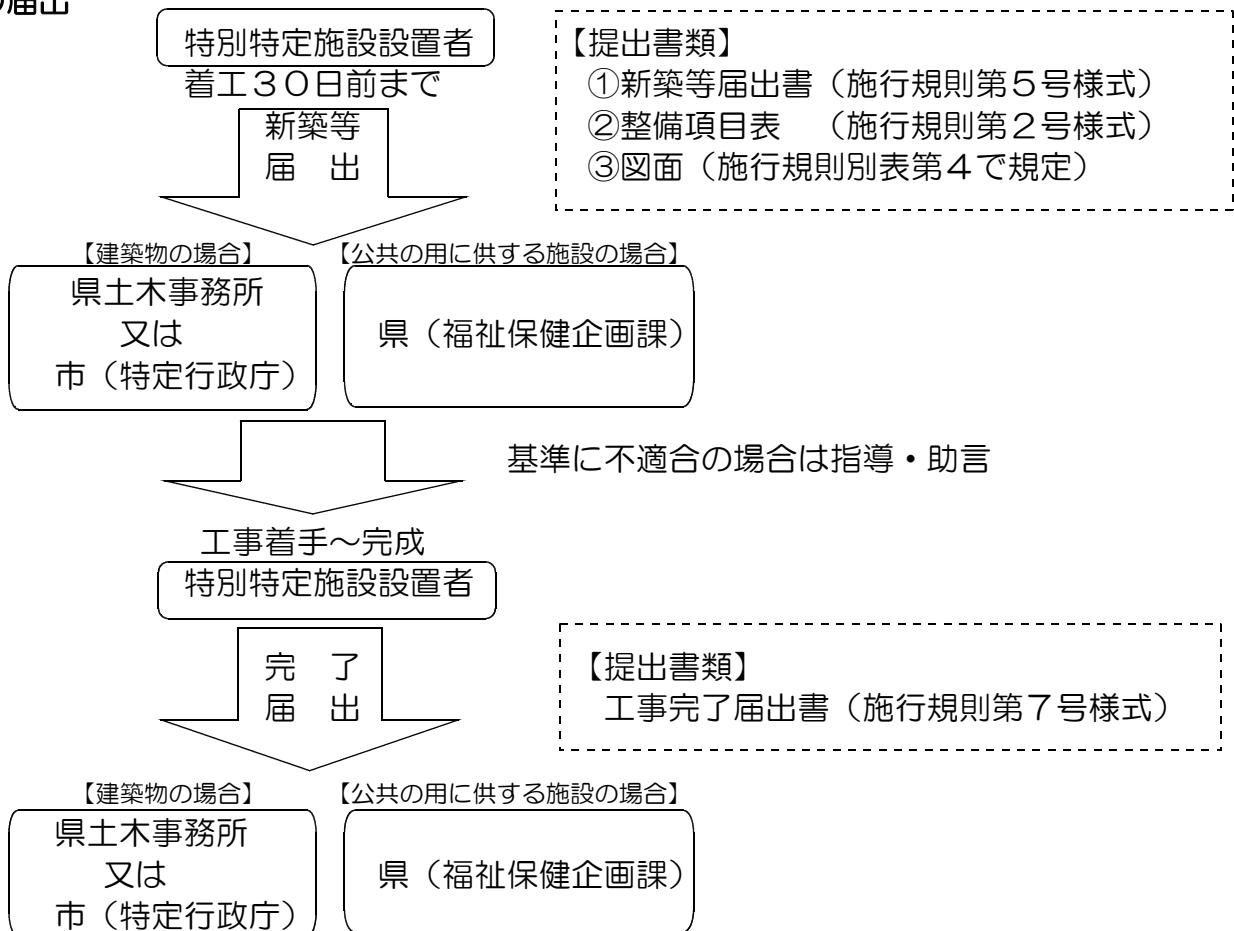 の届出
特別特定施設設置者
着工３０日前まで
新築等
届　出
【提出書類】
①新築等届出書（施行規則第５号様式）
②整備項目表　（施行規則第２号様式）
③図面（施行規則別表第４で規定）
【建築物の場合】
県土木事務所
又は
市（特定行政庁）
【公共の用に供する施設の場合】
県（福祉保健企画課）
基準に不適合の場合は指導・助言
工事着手～完成
特別特定施設設置者
完　了
届　出
【提出書類】
工事完了届出書（施行規則第７号様式）
【建築物の場合】
県土木事務所
又は
市（特定行政庁）
【公共の用に供する施設の場合】
県（福祉保健企画課）